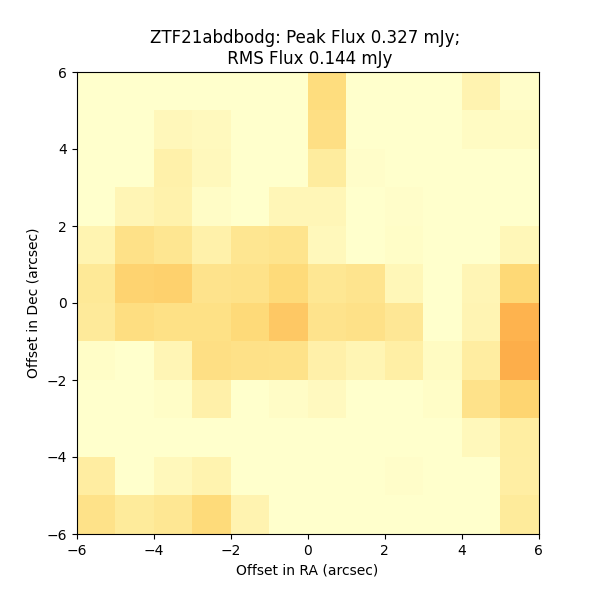 ZTF21abdbodg: Peak Flux 0.327 mJy;
RMS Flux 0.144 mJy
6
4
2
0
−2
−4
−6
Offset in Dec (arcsec)
−6 −4 −2 0 2 4 6
Offset in RA (arcsec)